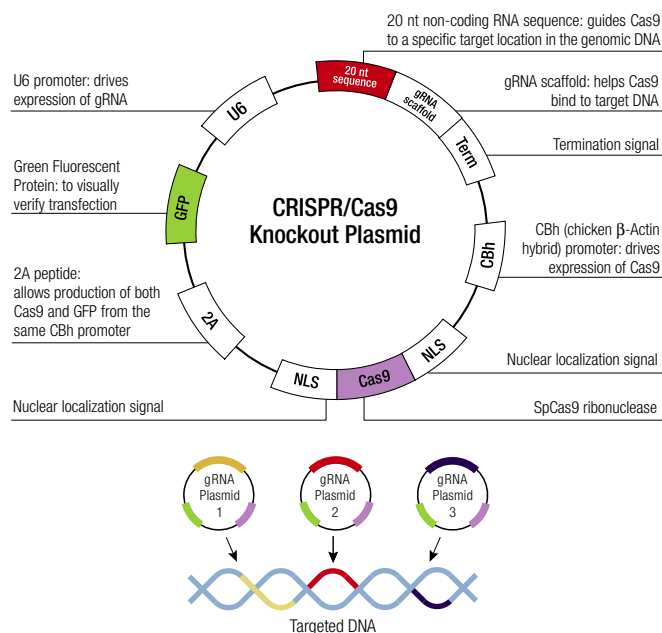 20 nt non-coding RNA sequence: guides Cas9
to a specific target location in the genomic DNA
U6 promoter: drives
expression of gRNA
gRNA scaffold: helps Cas9
bind to target DNA
Termination signal
Green Fluorescent
Protein: to visually
verify transfection
CBh (chicken β-Actin
hybrid) promoter: drives
expression of Cas9
2A peptide:
allows production of both
Cas9 and GFP from the
same CBh promoter
Nuclear localization signal
Nuclear localization signal
SpCas9 ribonuclease
20 nt
sequence
gRNA
scaffold
Term
CBh
NLS
Cas9
NLS
2A
GFP
U6
CRISPR/Cas9
Knockout Plasmid
gRNA
Plasmid
1
gRNA
Plasmid
2
gRNA
Plasmid
3
Targeted DNA